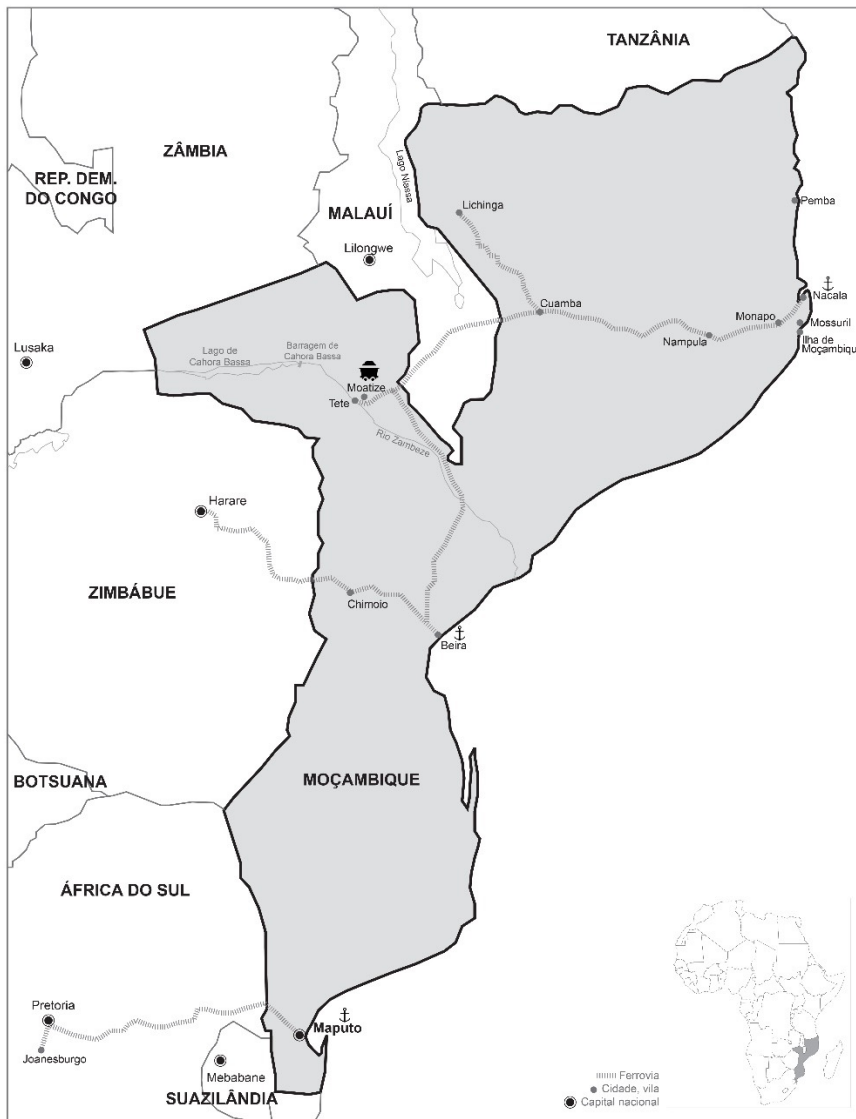 TANZÂNIA
ZÂMBIA
REP. DEM.
DO CONGO
Lago Niassa
Lichinga
Pemba
MALAUÍ
Lilongwe
Nacala
Cuamba
Monapo
Mossuril
Nampula
Ilha de
Moçambique
Lusaka
Lago de
Cahora Bassa
Barragem de
Cahora Bassa
Moatize
Tete
Rio Zambeze
Harare
ZIMBÁBUE
Chimoio
Beira
BOTSUANA
MOÇAMBIQUE
ÁFRICA DO SUL
Pretoria
Maputo
Joanesburgo
Mebabane
SUAZILÂNDIA
Ferrovia
Cidade, vila
Capital nacional